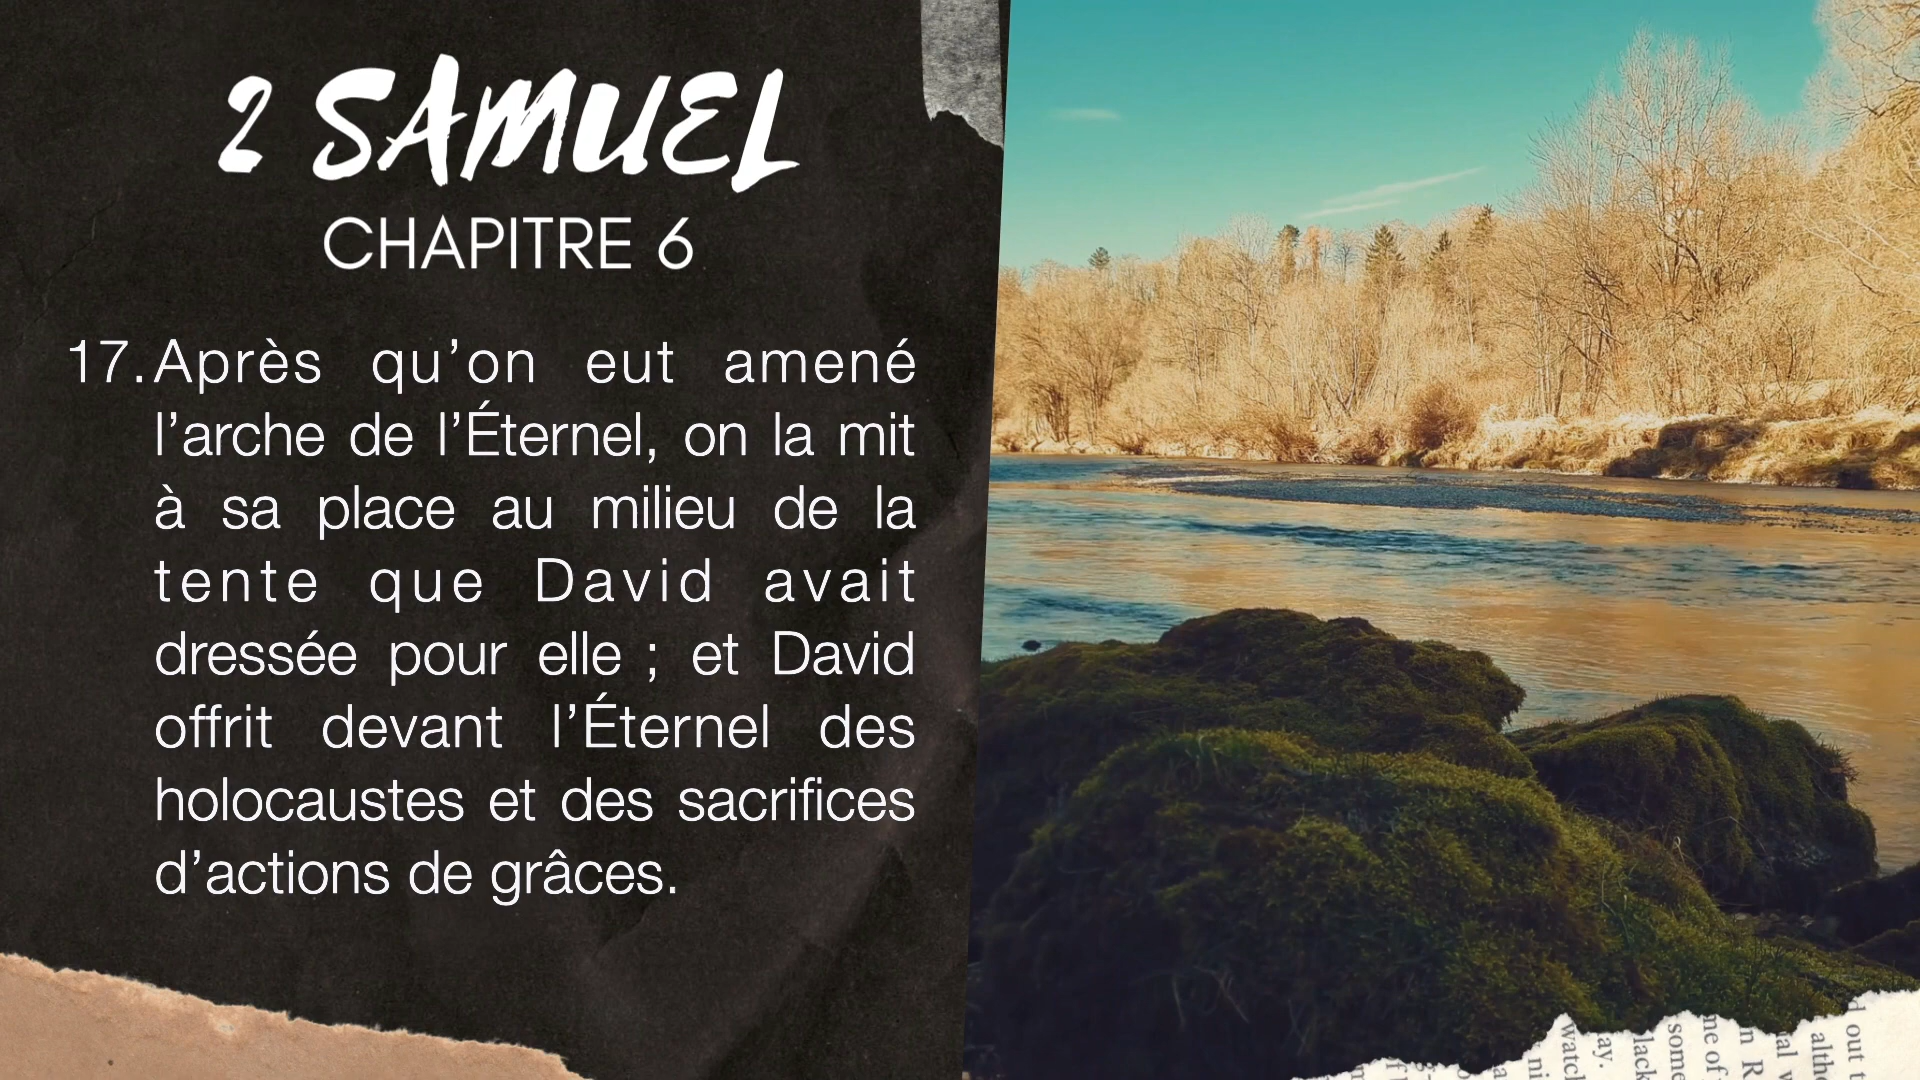 2 SAMUEL
CHAPITRE 6
17. Après qu’on eut amené
l’arche de l’Éternel, on la mit
à sa place au milieu de la
tente que David avait
dressée pour elle ; et David
offrit devant l’Éternel des
holocaustes et des sacrifices
d’actions de grâces.